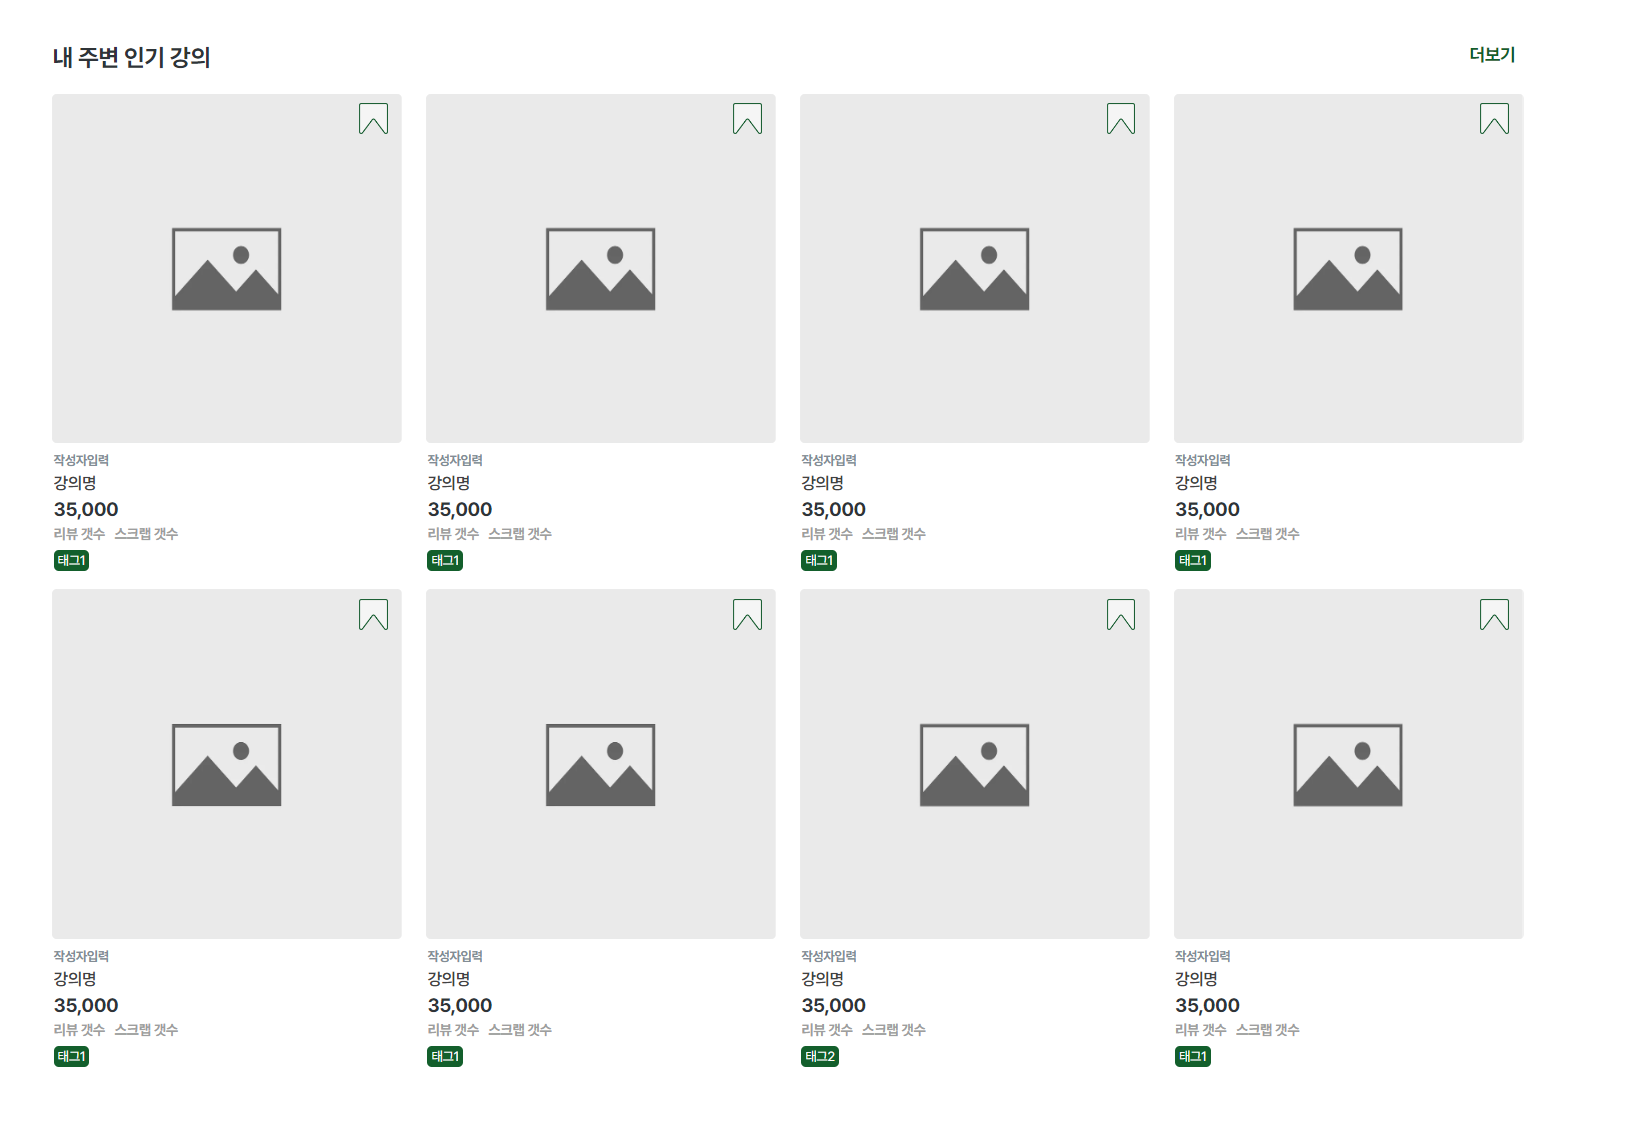 내 주변 인기 강의 더보기
작성자입력 작성자입력 작성자입력 작성자입력
강의명 강의명 강의명 강의명
35,000 35,000 35,000 35,000
리뷰 갯수 스크랩 갯수 리뷰 갯수 스크랩 갯수 리뷰 갯수 스크랩 갯수 리뷰 갯수 스크랩 갯수
태그1 태그1 태그1 태그1
작성자입력 작성자입력 작성자입력 작성자입력
강의명 강의명 강의명 강의명
35,000 35,000 35,000 35,000
리뷰 갯수 스크랩 갯수 리뷰 갯수 스크랩 갯수 리뷰 갯수 스크랩 갯수 리뷰 갯수 스크랩 갯수
태그1 태그1 태그2 태그1